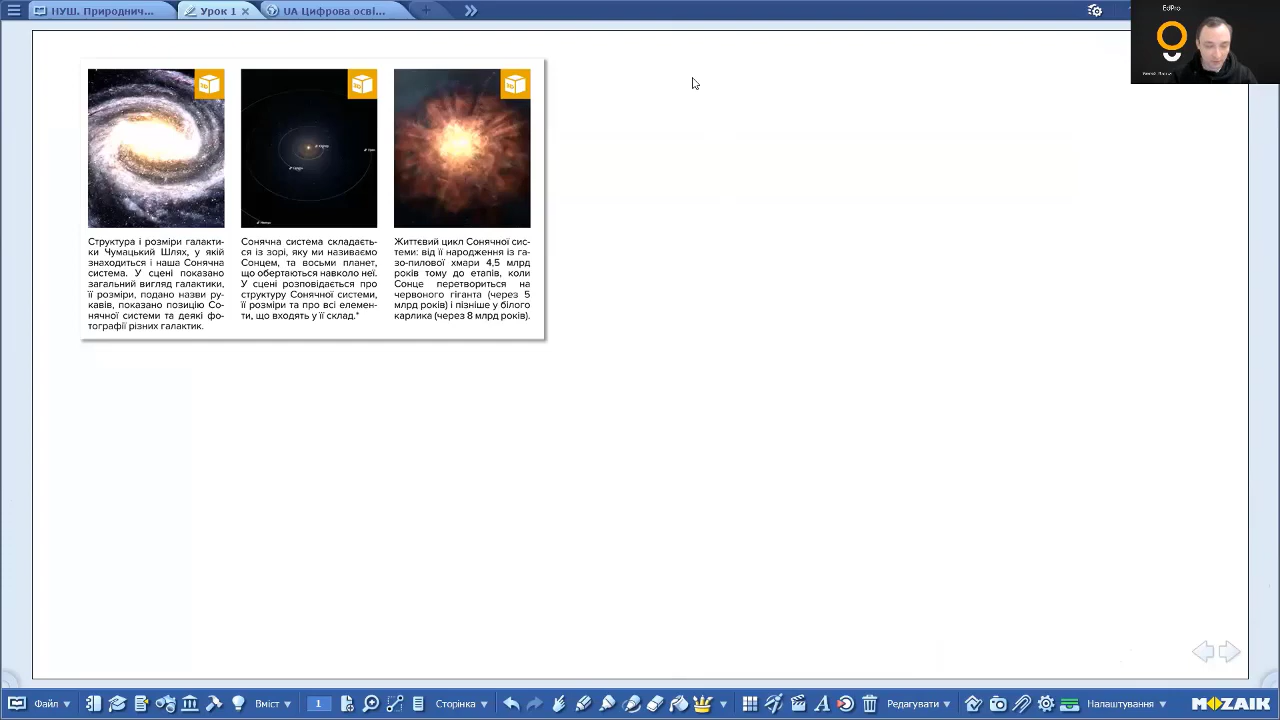 НУШ. Природнич...
Урок 1
UA Цифрова осві...
EdPro
3D
3D
3D
Структура і розміри галакти-
ки Чумацький Шлях, у якій
знаходиться і наша Сонячна
система. У сцені показано
загальний вигляд галактики,
її розміри, подано назви ру-
кавів, показано позицію Со-
нячної системи та деякі фо-
тографії різних галактик.
Сонячна система складаєть-
ся із зорі, яку ми називаємо
Сонцем, та восьми планет,
що обертаються навколо неї.
У сцені розповідається про
структуру Сонячної системи,
її розміри та про всі елемен-
ти, що входять у її склад.*
Життєвий цикл Сонячної сис-
теми: від її народження із га-
зо-пилової хмари 4,5 млрд
років тому до етапів, коли
Сонце перетвориться на
червоного гіганта (через 5
млрд років) і пізніше у білого
карлика (через 8 млрд років).
Файл
Вміст
1
Сторінка
Редагувати
Налаштування
MOZAIK